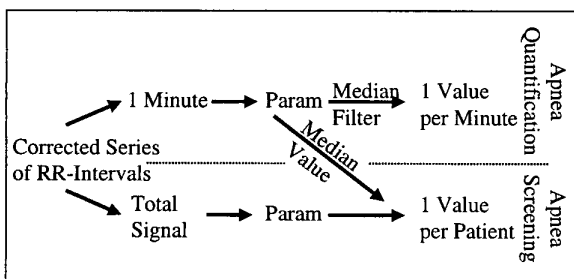 1 Minute
Param
Median
Filter
1 Value
per Minute
Apnea
Quantification
Corrected Series
of RR-Intervals
Median
Value
Total
Signal
Param
1 Value
per Patient
Apnea
Screening